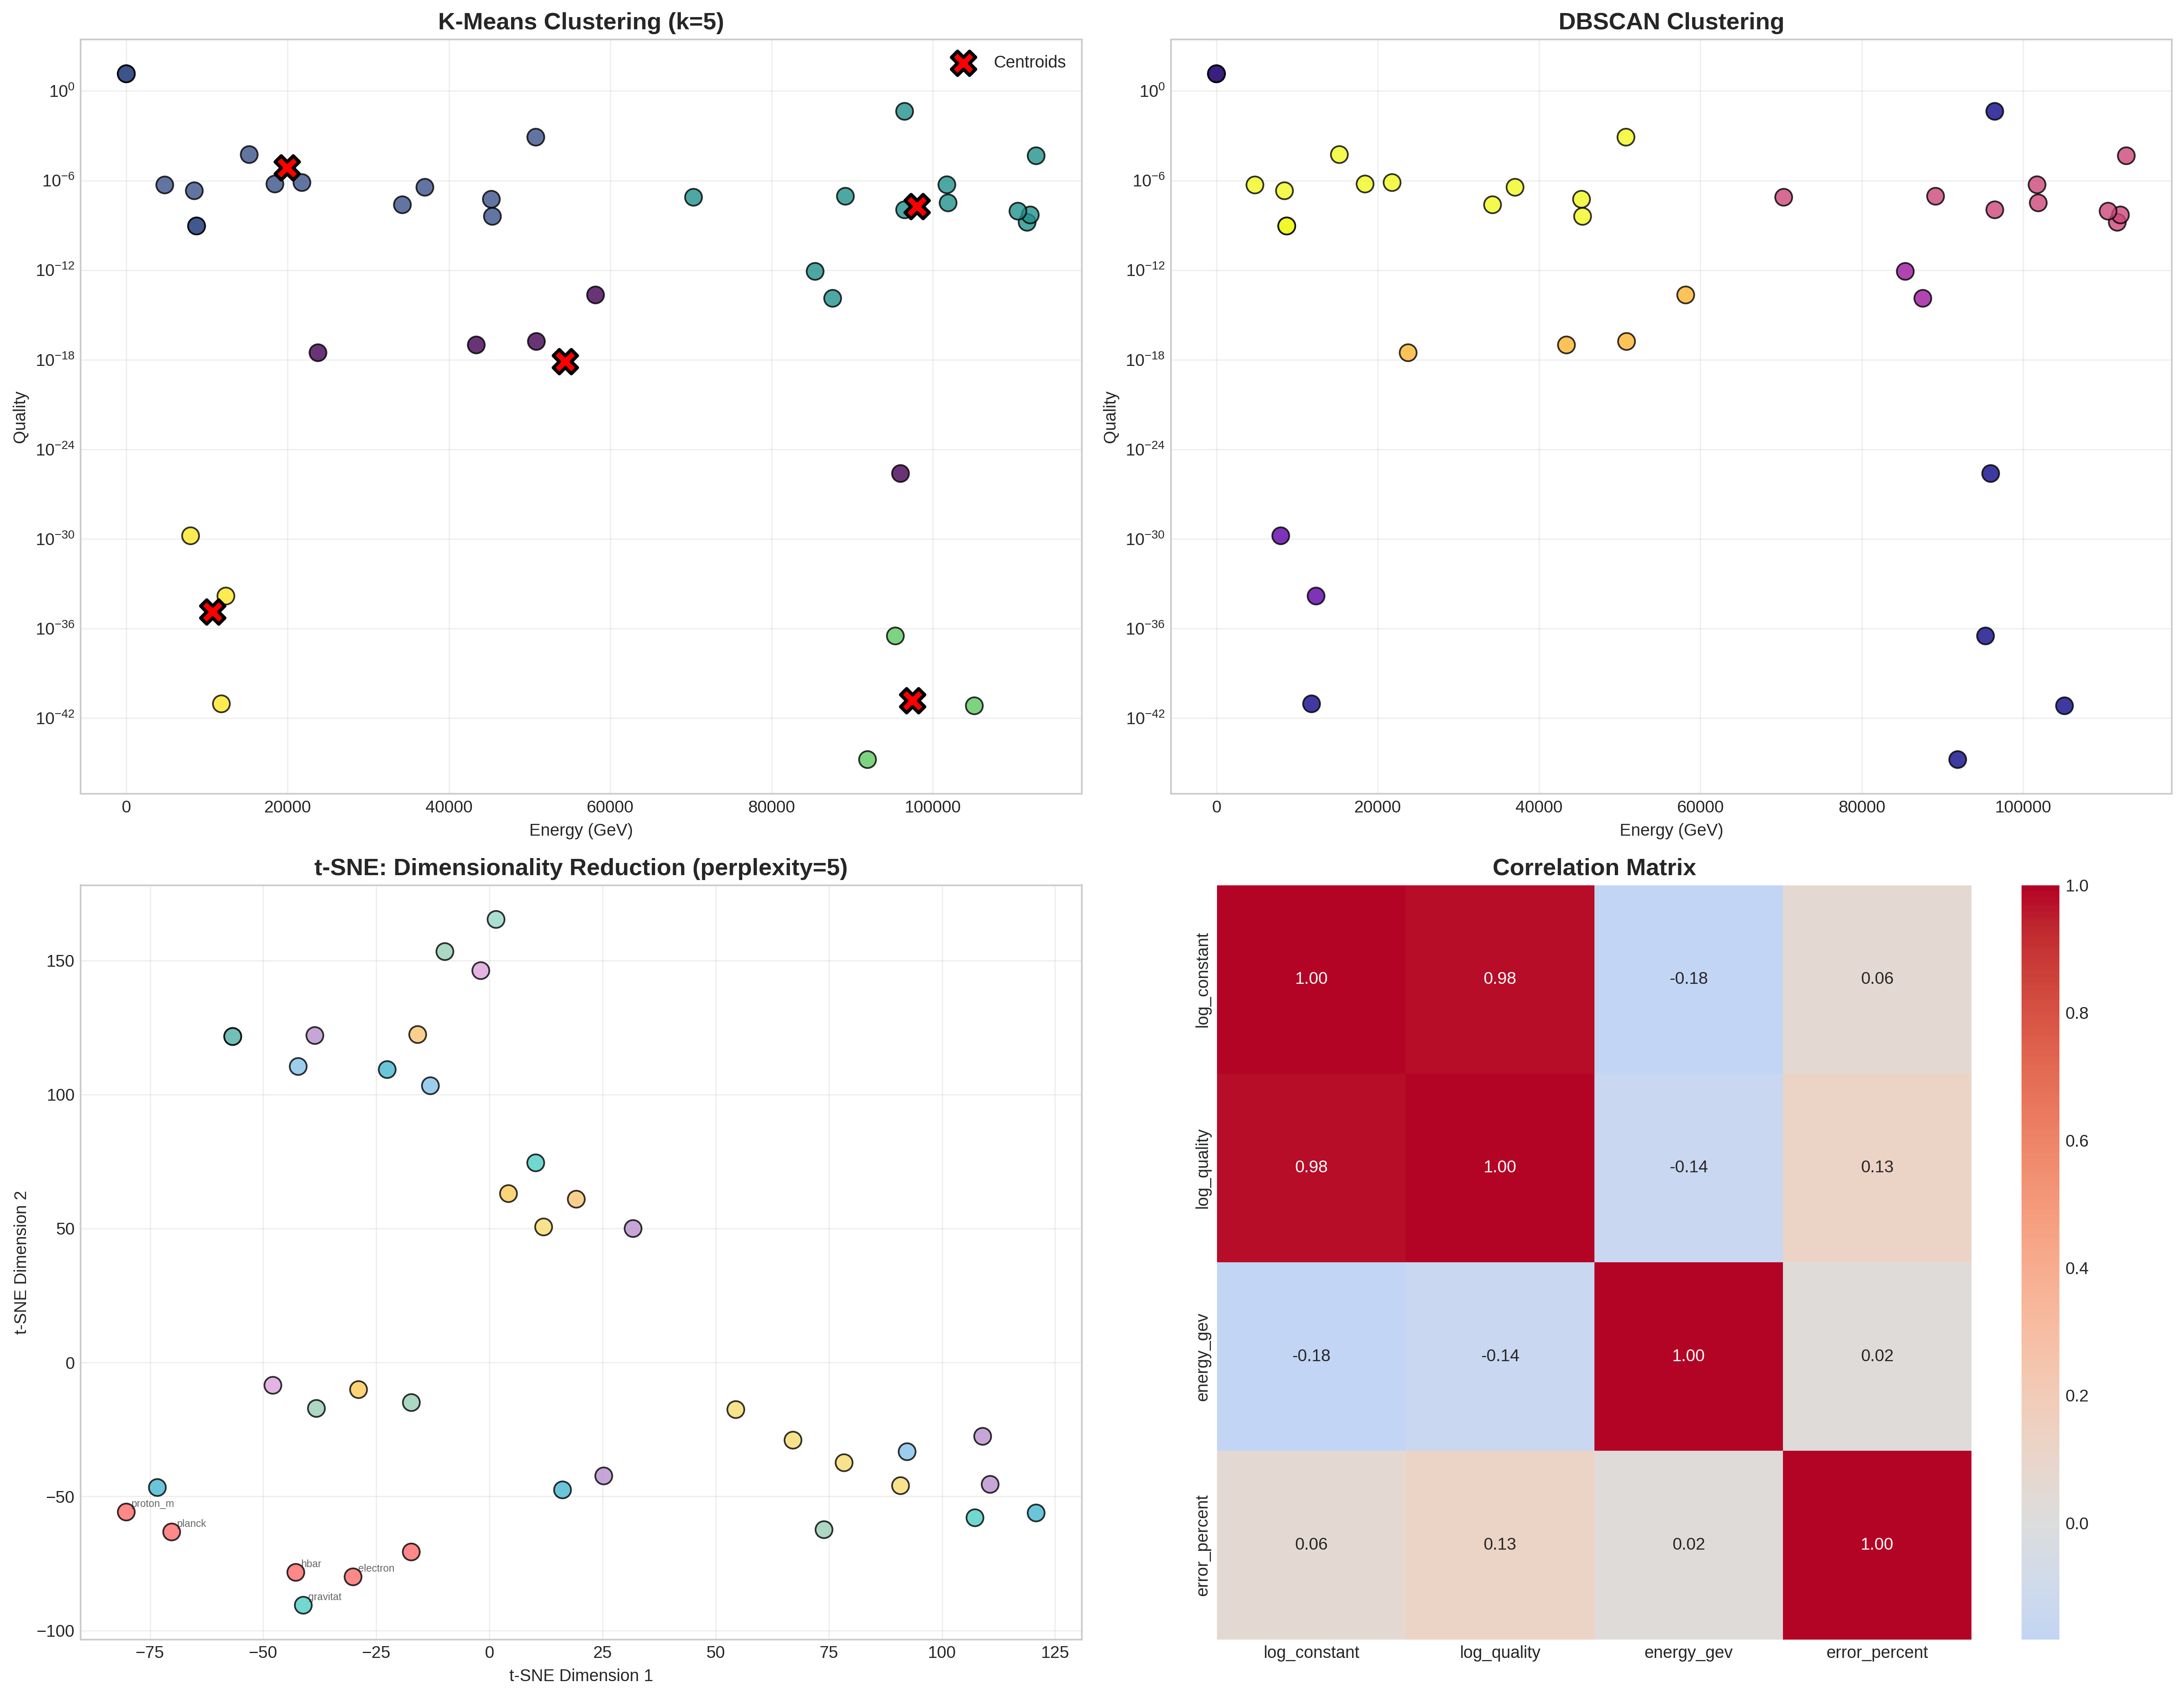 K-Means Clustering (k=5)
Centroids
10⁰
10⁻⁶
10⁻¹²
10⁻¹⁸
10⁻²⁴
10⁻³⁰
10⁻³⁶
10⁻⁴²
Quality
0 20000 40000 60000 80000 100000
Energy (GeV)
DBSCAN Clustering
10⁰
10⁻⁶
10⁻¹²
10⁻¹⁸
10⁻²⁴
10⁻³⁰
10⁻³⁶
10⁻⁴²
Quality
0 20000 40000 60000 80000 100000
Energy (GeV)
t-SNE: Dimensionality Reduction (perplexity=5)
150
100
50
0
−50
−100
t-SNE Dimension 2
proton_m
planck
hbar
electron
gravitat
−75 −50 −25 0 25 50 75 100 125
t-SNE Dimension 1
Correlation Matrix
log_constant
log_quality
energy_gev
error_percent
1.00 0.98 -0.18 0.06
0.98 1.00 -0.14 0.13
-0.18 -0.14 1.00 0.02
0.06 0.13 0.02 1.00
log_constant log_quality energy_gev error_percent
1.0
0.8
0.6
0.4
0.2
0.0